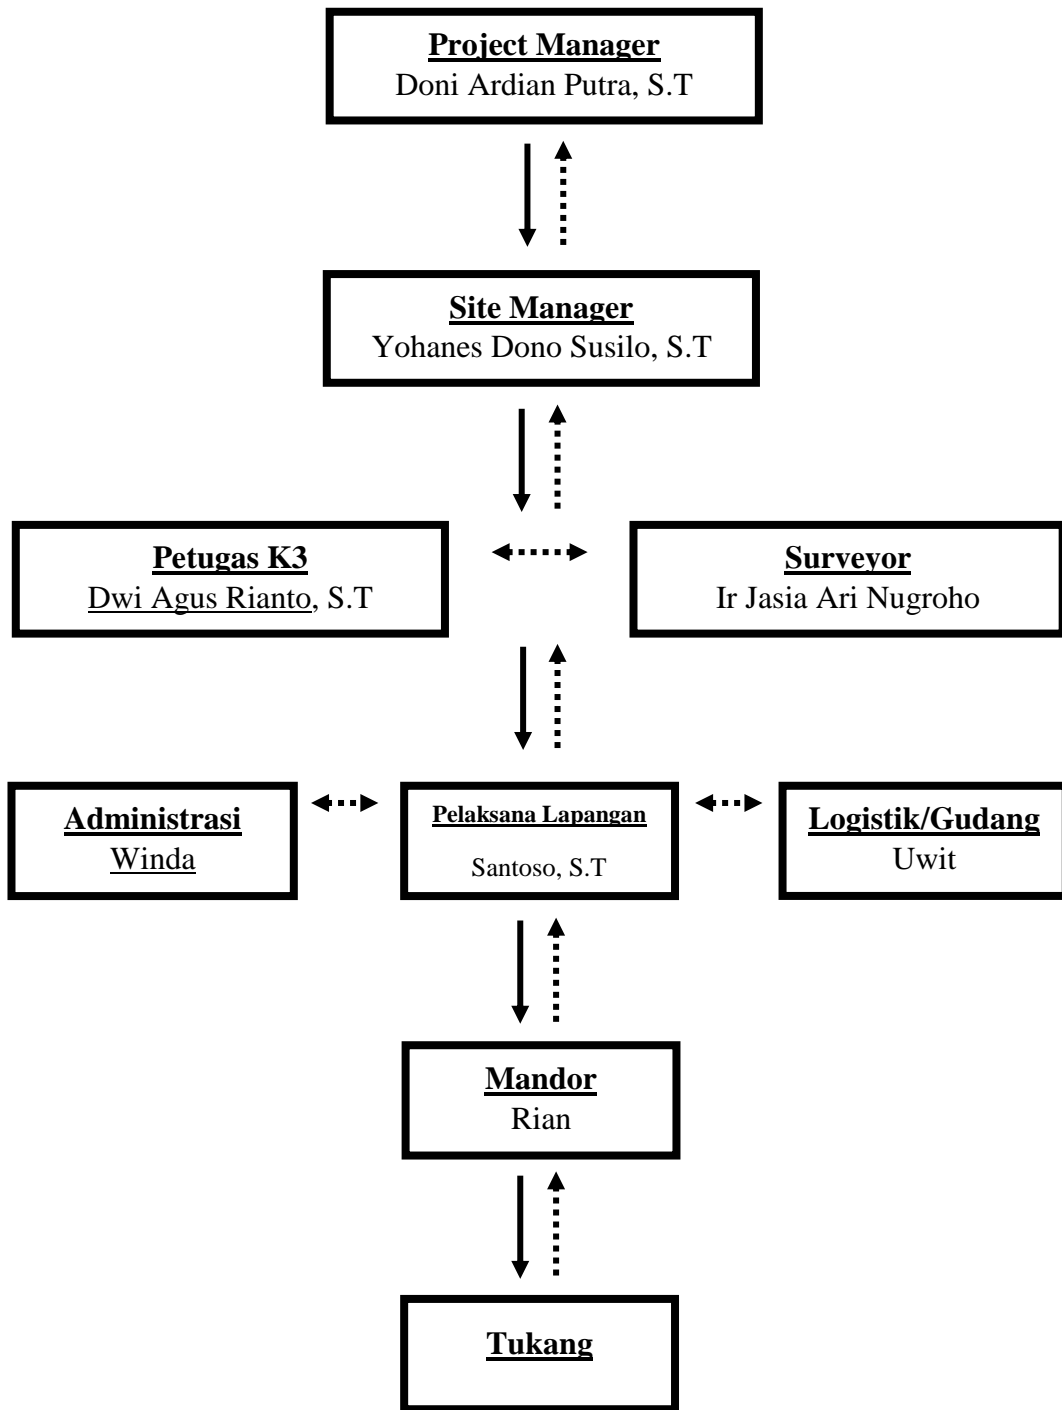 Project Manager
Doni Ardian Putra, S.T
Site Manager
Yohanes Dono Susilo, S.T
Petugas K3
Dwi Agus Rianto, S.T
Surveyor
Ir Jasia Ari Nugroho
Administrasi
Winda
Pelaksana Lapangan
Santoso, S.T
Logistik/Gudang
Uwit
Mandor
Rian
Tukang